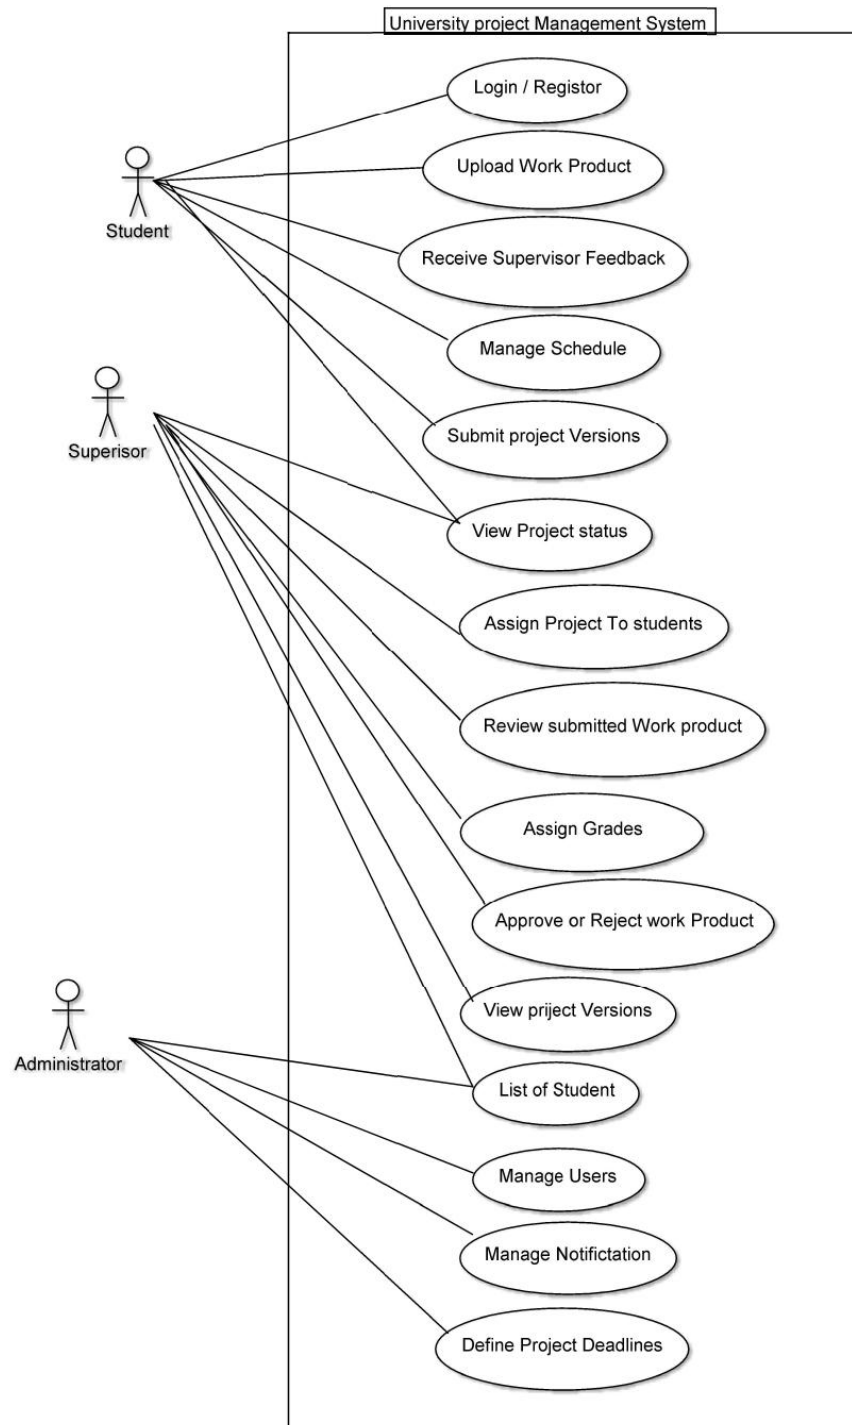 University project Management System
Login / Registor
Upload Work Product
Student
Receive Supervisor Feedback
Manage Schedule
Superisor
Submit project Versions
View Project status
Assign Project To students
Review submitted Work product
Assign Grades
Approve or Reject work Product
View priject Versions
Administrator
List of Student
Manage Users
Manage Notifictation
Define Project Deadlines